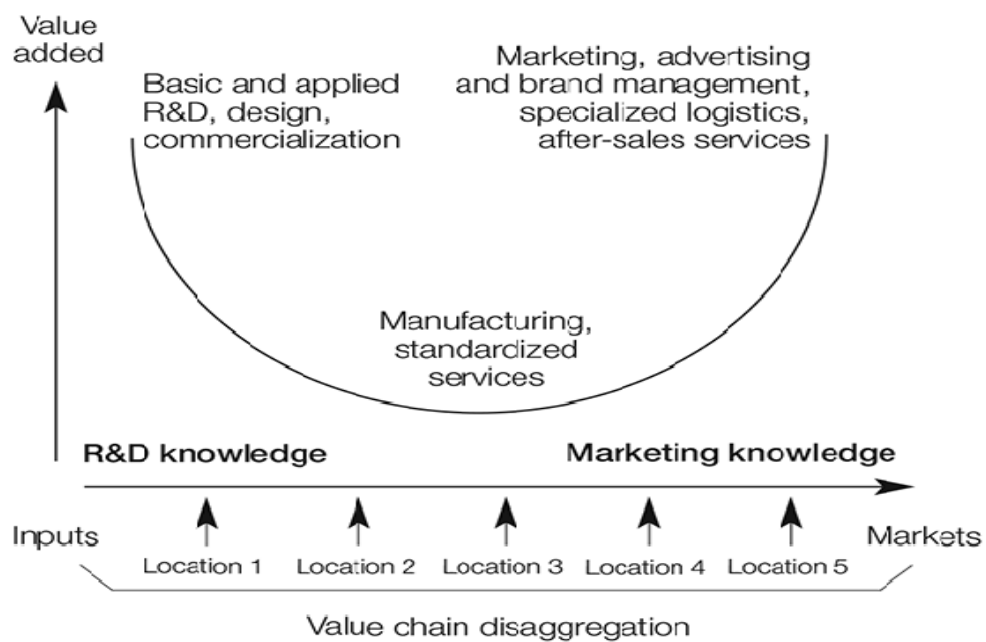 Value
added
Basic and applied
R&D, design,
commercialization
Marketing, advertising
and brand management,
specialized logistics,
after-sales services
Manufacturing,
standardized
services
R&D knowledge
Marketing knowledge
Inputs
Markets
Location 1
Location 2
Location 3
Location 4
Location 5
Value chain disaggregation